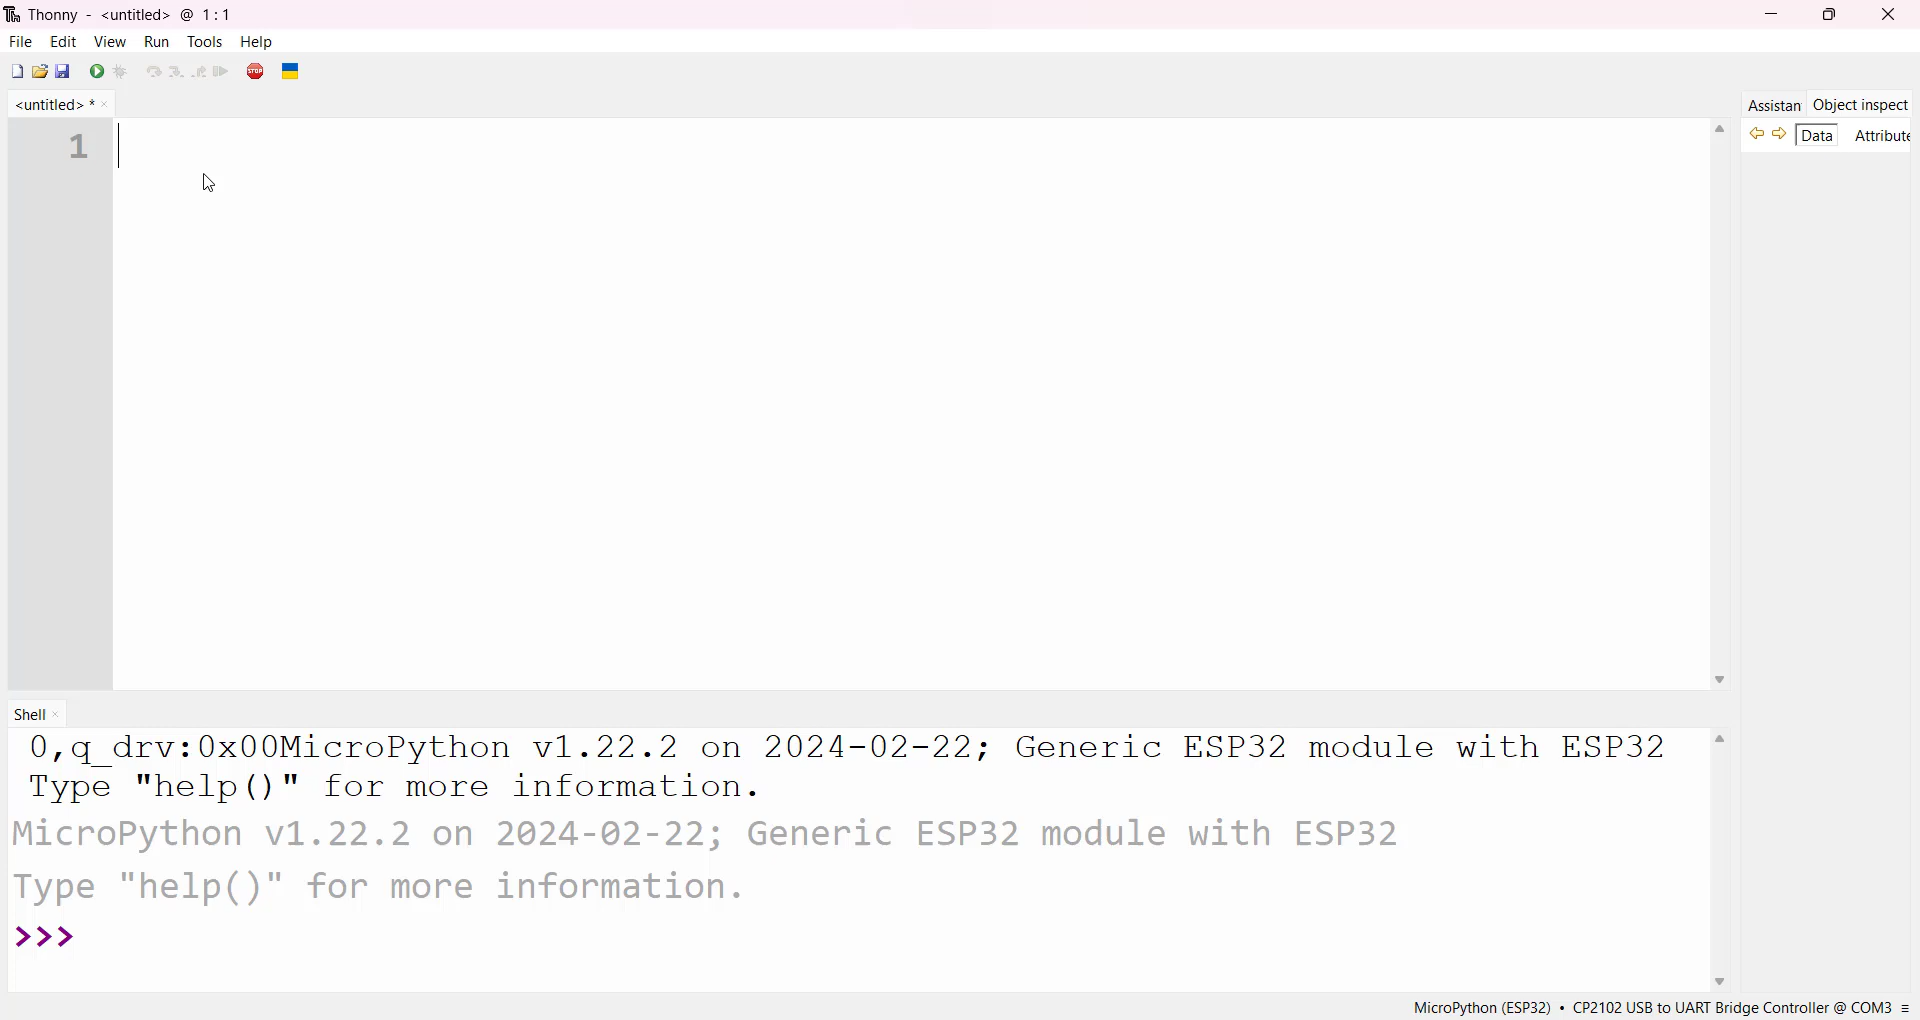 Thonny - <untitled> @ 1:1
File Edit View Run Tools Help
STOP
<untitled> *
Assistan Object inspect
Data Attribute
1
Shell
0,q_drv:0x00MicroPython v1.22.2 on 2024-02-22; Generic ESP32 module with ESP32
Type "help()" for more information.
MicroPython v1.22.2 on 2024-02-22; Generic ESP32 module with ESP32
Type "help()" for more information.
>>>
MicroPython (ESP32) • CP2102 USB to UART Bridge Controller @ COM3 ≡